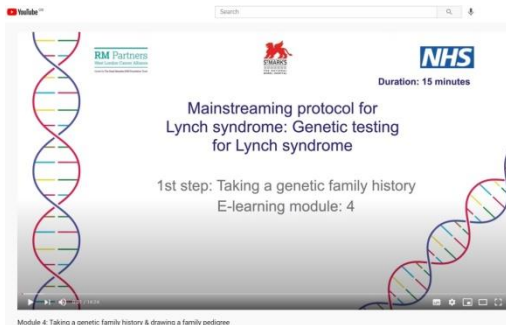 YouTube
Search
RM Partners
West London Cancer Alliance
ST MARK'S
NHS
Duration: 15 minutes
Mainstreaming protocol for
Lynch syndrome: Genetic testing
for Lynch syndrome
1st step: Taking a genetic family history
E-learning module: 4
Module 4: Taking a genetic family history & drawing a family pedigree